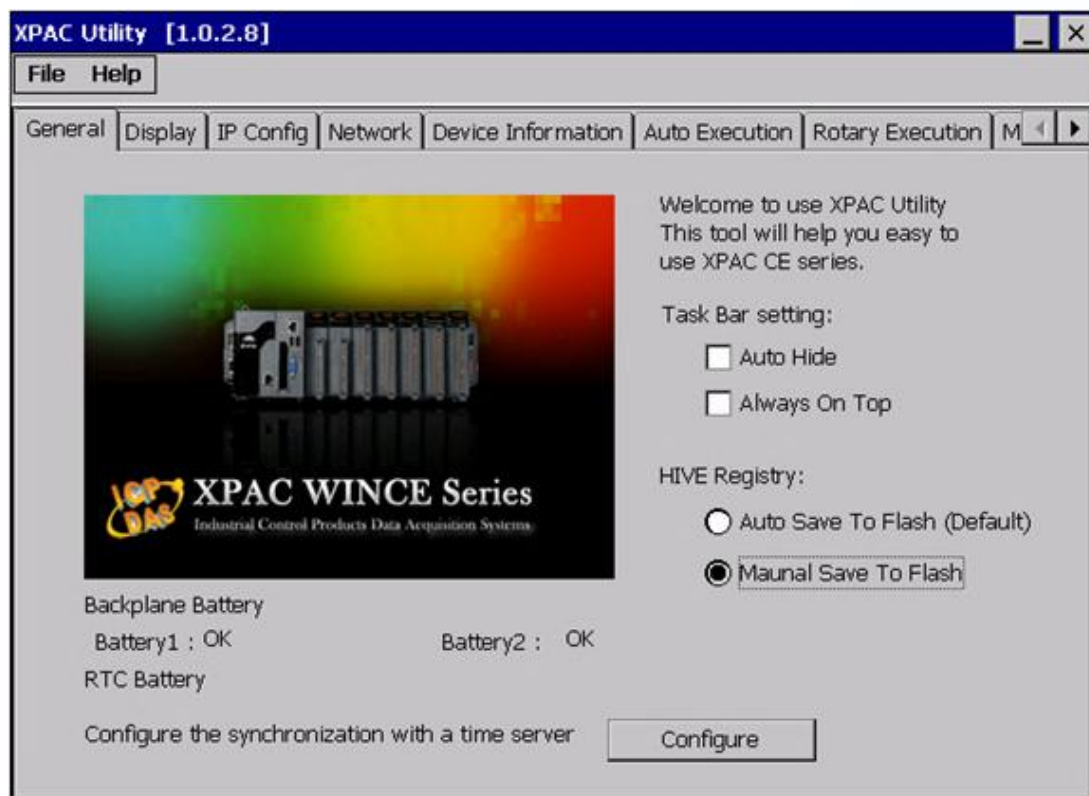 XPAC Utility [1.0.2.8]
File Help
General Display IP Config Network Device Information Auto Execution Rotary Execution M
Welcome to use XPAC Utility
This tool will help you easy to
use XPAC CE series.
Task Bar setting:
Auto Hide
Always On Top
HIVE Registry:
Auto Save To Flash (Default)
Maunal Save To Flash
ICP
DAS
XPAC WINCE Series
Industrial Control Products Data Acquisition Systems
Backplane Battery
Battery1 : OK Battery2 : OK
RTC Battery
Configure the synchronization with a time server Configure